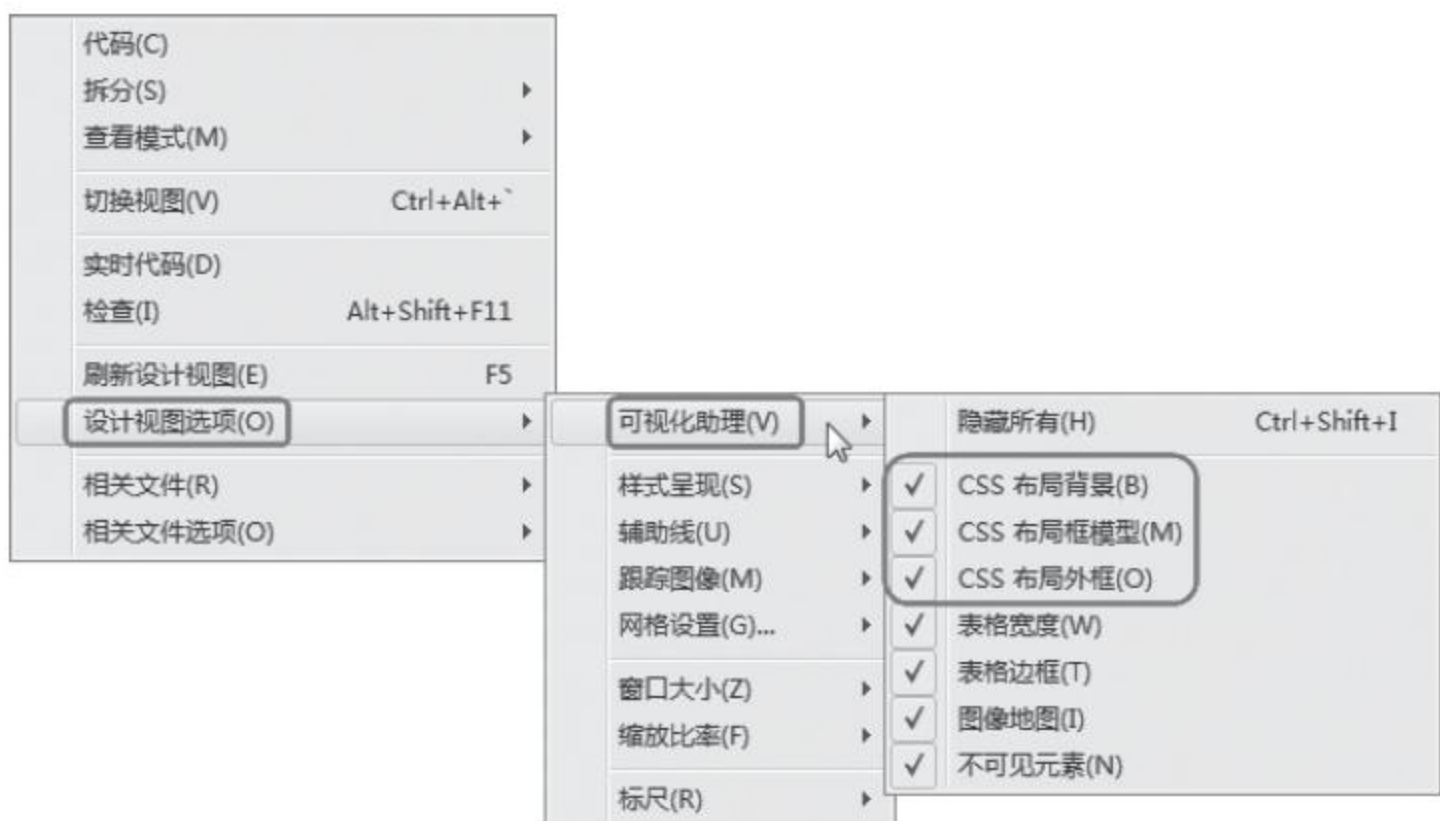 代码(C)
拆分(S)
查看模式(M)
切换视图(V) Ctrl+Alt+`
实时代码(D)
检查(I) Alt+Shift+F11
刷新设计视图(E) F5
设计视图选项(O)
相关文件(R)
相关文件选项(O)
可视化助理(V)
样式呈现(S)
辅助线(U)
跟踪图像(M)
网格设置(G)...
窗口大小(Z)
缩放比率(F)
标尺(R)
隐藏所有(H) Ctrl+Shift+I
CSS 布局背景(B)
CSS 布局框模型(M)
CSS 布局外框(O)
表格宽度(W)
表格边框(T)
图像地图(I)
不可见元素(N)